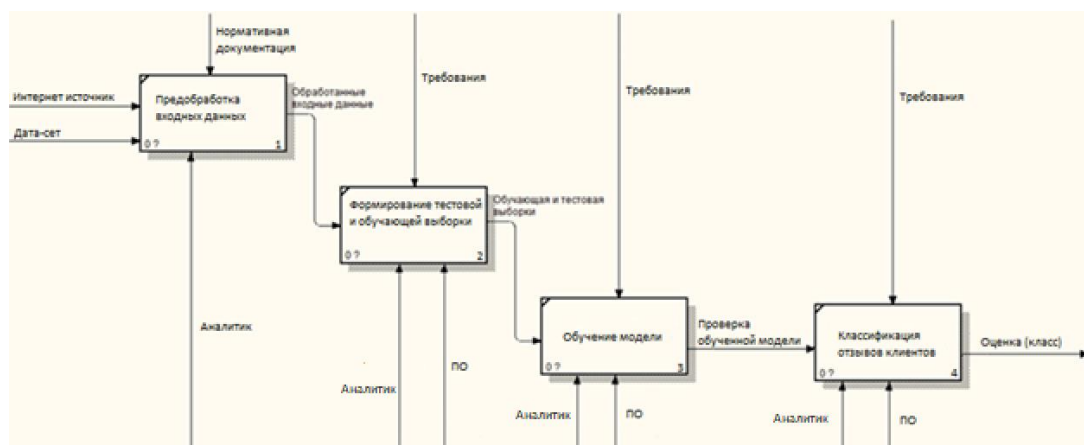 Нормативная
документация
Требования
Требования
Требования
Интернет источник
Дата-сет
Предобработка
входных данных
0 ?
1
Обработанные
входные данные
Формирование тестовой
и обучающей выборки
0 ?
2
Обучающая и тестовая
выборки
Аналитик
Обучение модели
0 ?
3
Проверка
обученной модели
Классификация
отзывов клиентов
0 ?
4
Оценка (класс)
Аналитик
ПО
Аналитик
ПО
Аналитик
ПО